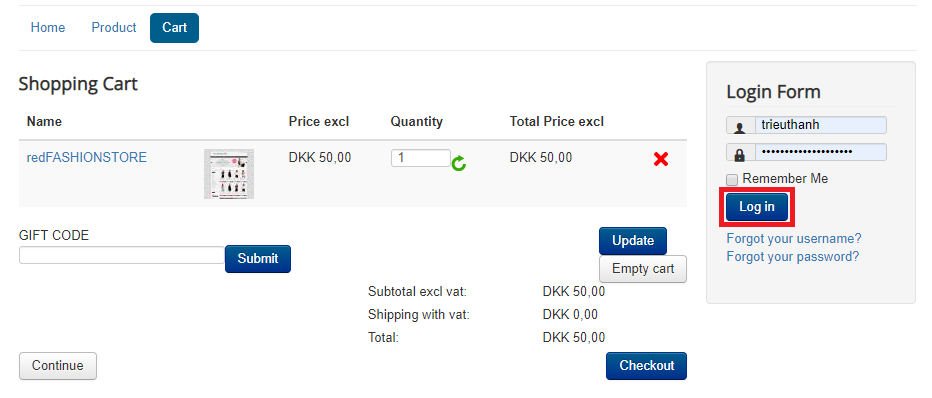 Home Product Cart
Shopping Cart
Name Price excl Quantity Total Price excl
redFASHIONSTORE DKK 50,00 1 DKK 50,00
GIFT CODE
Submit
Update
Empty cart
Subtotal excl vat: DKK 50,00
Shipping with vat: DKK 0,00
Total: DKK 50,00
Continue Checkout
Login Form
trieuthanh
••••••••••••••••••••
Remember Me
Log in
Forgot your username?
Forgot your password?